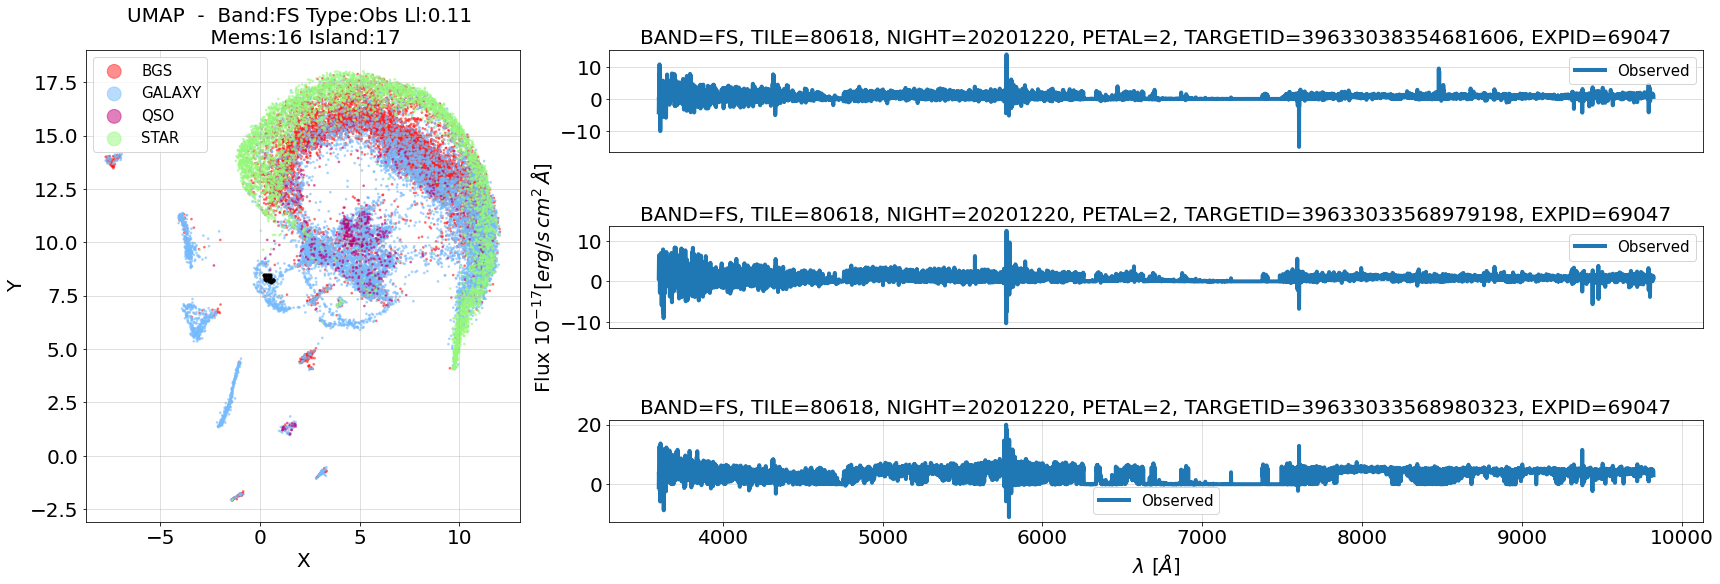 UMAP - Band:FS Type:Obs Ll:0.11
Mems:16 Island:17
BGS
GALAXY
QSO
STAR
17.5
15.0
12.5
10.0
7.5
5.0
2.5
0.0
−2.5
Y
−5
0
5
10
X
Flux 10^{-17}[erg/s cm^2 Å]
BAND=FS, TILE=80618, NIGHT=20201220, PETAL=2, TARGETID=39633038354681606, EXPID=69047
10
0
−10
Observed
BAND=FS, TILE=80618, NIGHT=20201220, PETAL=2, TARGETID=39633033568979198, EXPID=69047
10
0
−10
Observed
BAND=FS, TILE=80618, NIGHT=20201220, PETAL=2, TARGETID=39633033568980323, EXPID=69047
20
0
Observed
4000
5000
6000
7000
8000
9000
10000
λ [Å]